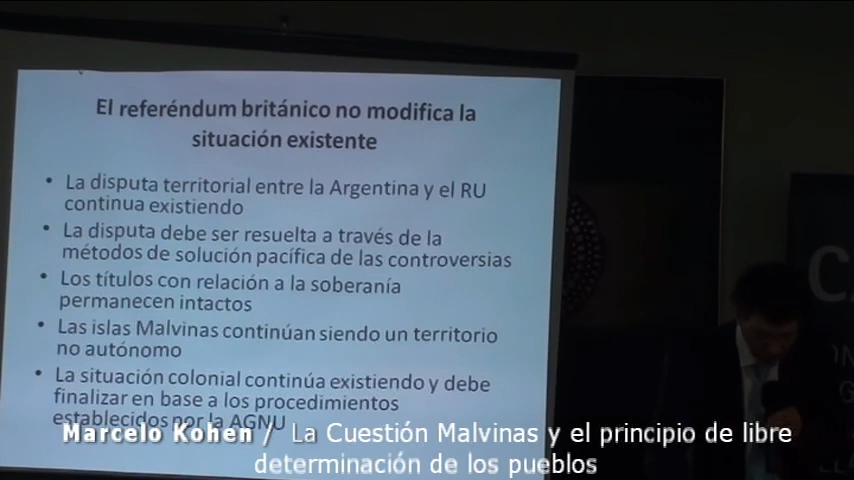 El referéndum británico no modifica la
situación existente
• La disputa territorial entre la Argentina y el RU
continua existiendo
• La disputa debe ser resuelta a través de la
métodos de solución pacífica de las controversias
• Los títulos con relación a la soberanía
permanecen intactos
• Las islas Malvinas continúan siendo un territorio
no autónomo
• La situación colonial continúa existiendo y debe
finalizar en base a los procedimientos
establecidos por la AGNU
Marcelo Kohen / La Cuestión Malvinas y el principio de libre
determinación de los pueblos